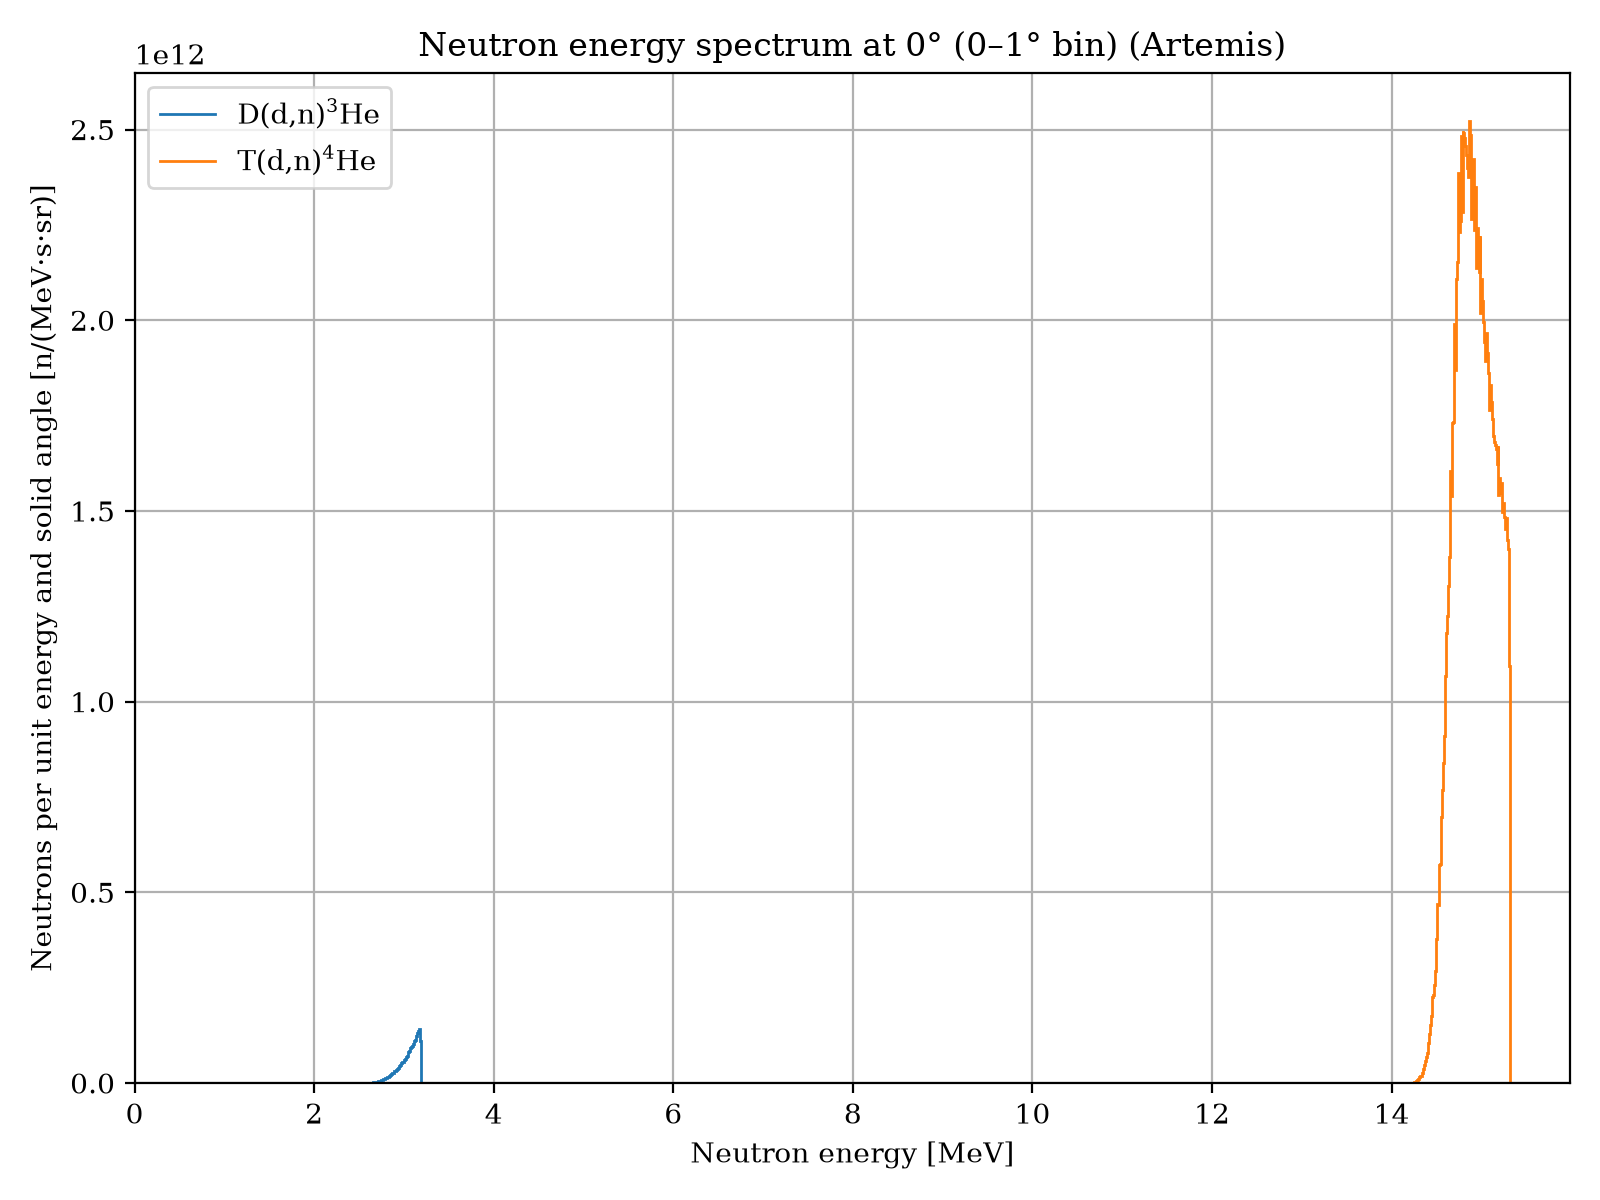 Neutron energy spectrum at 0° (0–1° bin) (Artemis)
1e12
D(d,n)³He
T(d,n)⁴He
Neutrons per unit energy and solid angle [n/(MeV·s·sr)]
2.5
2.0
1.5
1.0
0.5
0.0
0 2 4 6 8 10 12 14
Neutron energy [MeV]